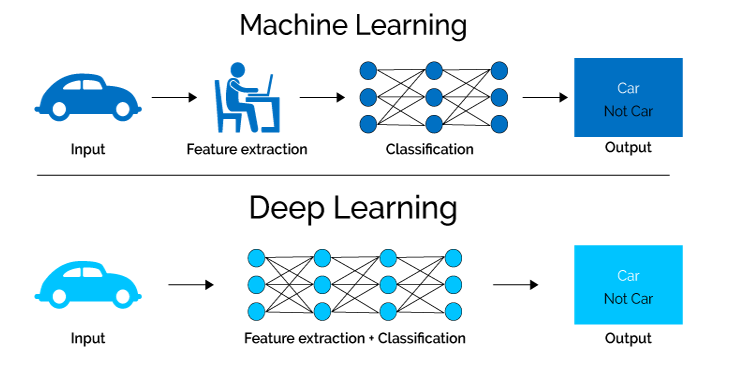 Machine Learning
Input
Feature extraction
Classification
Car
Not Car
Output
Deep Learning
Input
Feature extraction + Classification
Car
Not Car
Output